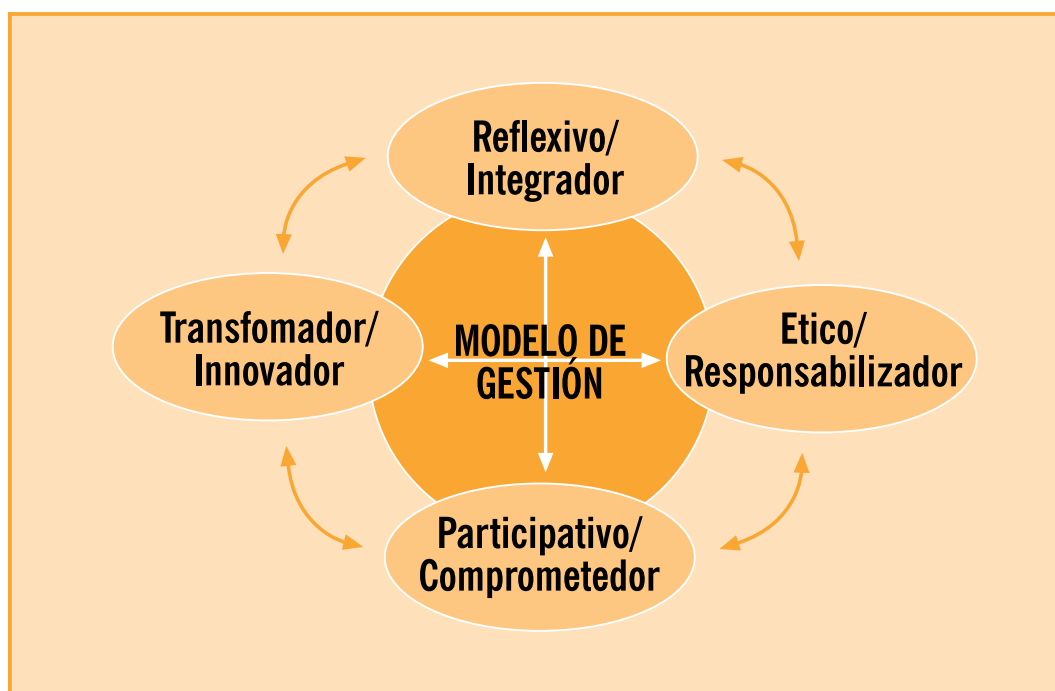 Reflexivo/
Integrador
Transfomador/
Innovador
MODELO DE
GESTIÓN
Etico/
Responsabilizador
Participativo/
Comprometedor